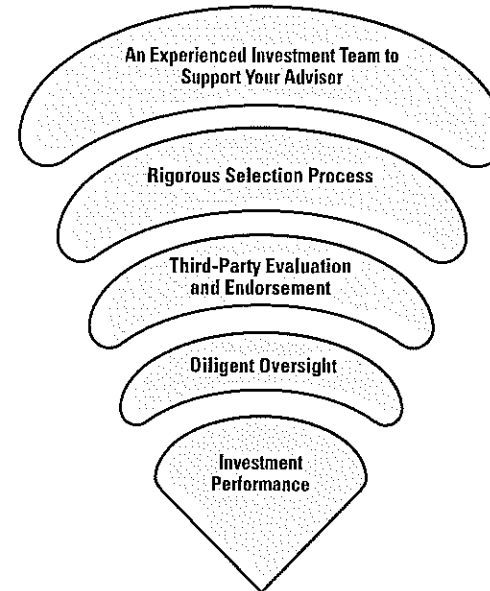 An Experienced Investment Team to
Support Your Advisor
Rigorous Selection Process
Third-Party Evaluation
and Endorsement
Diligent Oversight
Investment
Performance